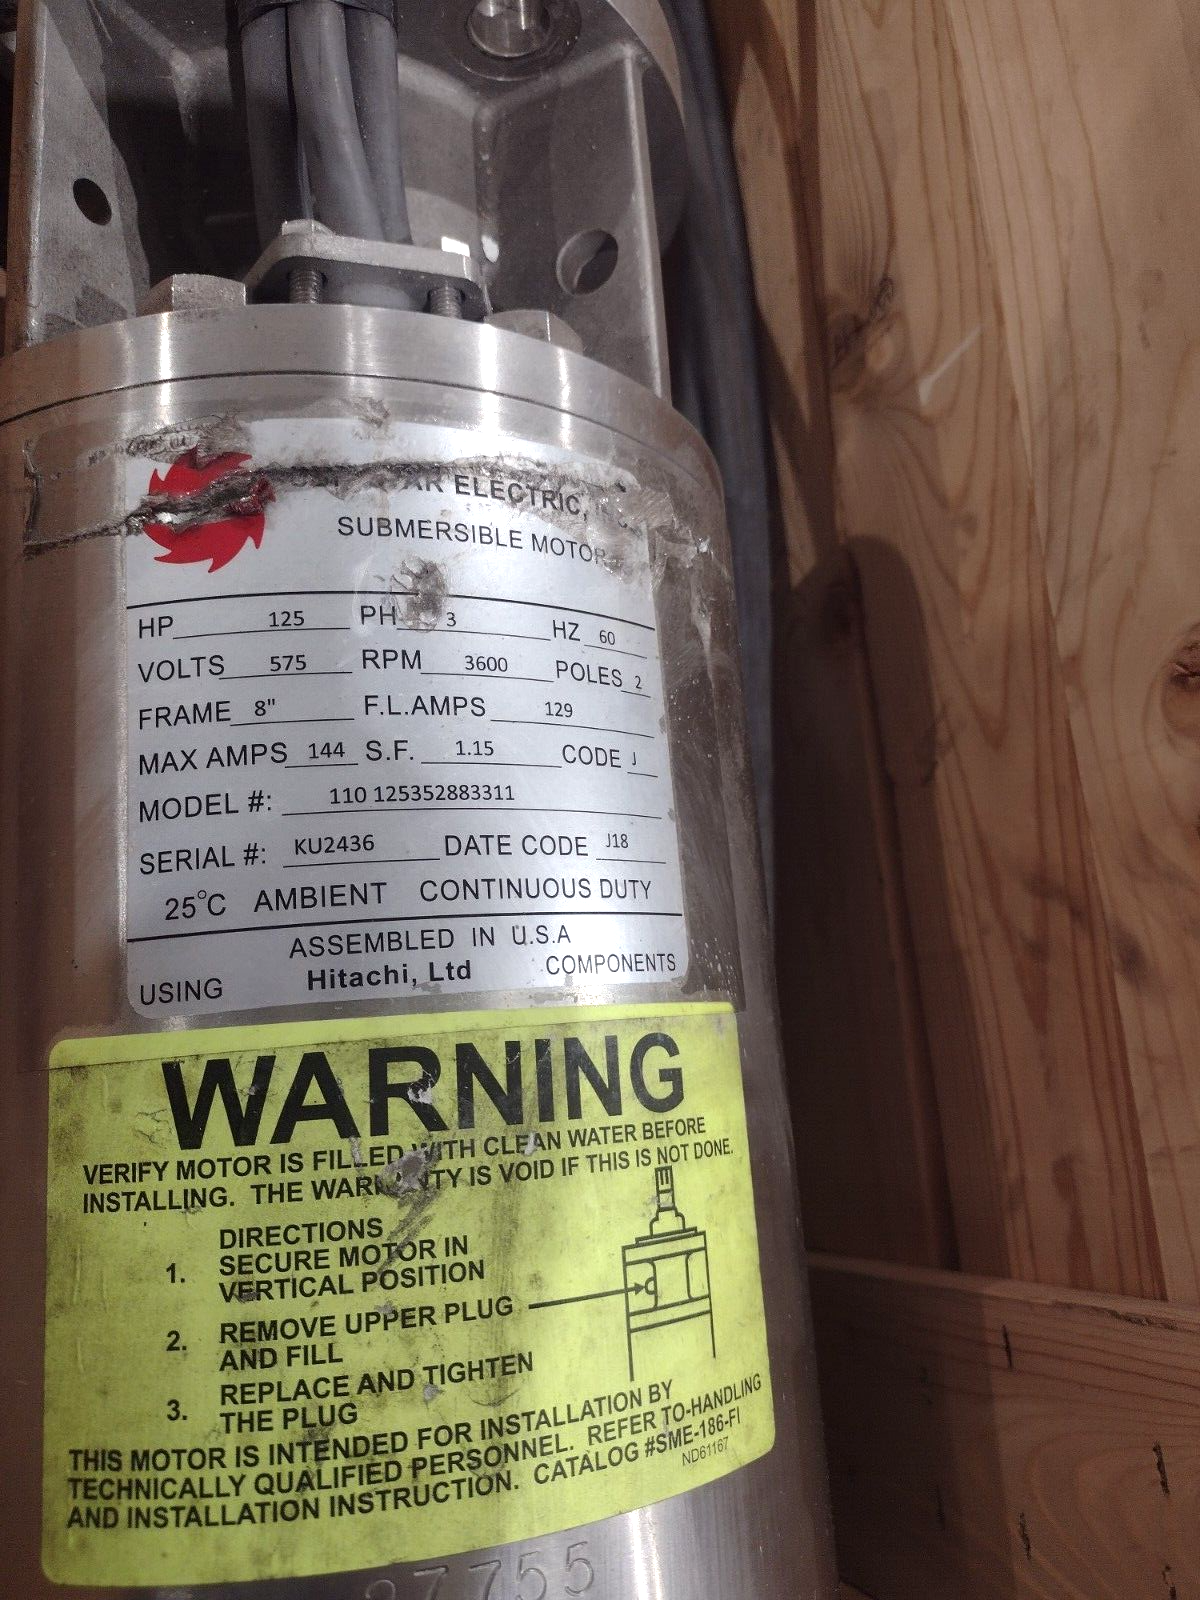 ELECTRIC,
SUBMERSIBLE MOTOR
HP 125 PH 3 HZ 60
VOLTS 575 RPM 3600 POLES 2
FRAME 8" F.L.AMPS 129
MAX AMPS 144 S.F. 1.15 CODE J
MODEL #: 110 125352883311
SERIAL #: KU2436 DATE CODE J18
25°C AMBIENT CONTINUOUS DUTY
ASSEMBLED IN U.S.A
USING Hitachi, Ltd COMPONENTS
WARNING
VERIFY MOTOR IS FILLED WITH CLEAN WATER BEFORE
INSTALLING. THE WARRANTY IS VOID IF THIS IS NOT DONE.
DIRECTIONS
1. SECURE MOTOR IN
VERTICAL POSITION
2. REMOVE UPPER PLUG
AND FILL
3. REPLACE AND TIGHTEN
THE PLUG
THIS MOTOR IS INTENDED FOR INSTALLATION BY
TECHNICALLY QUALIFIED PERSONNEL. REFER TO-HANDLING
AND INSTALLATION INSTRUCTION. CATALOG #SME-186-FI
ND61167
7755